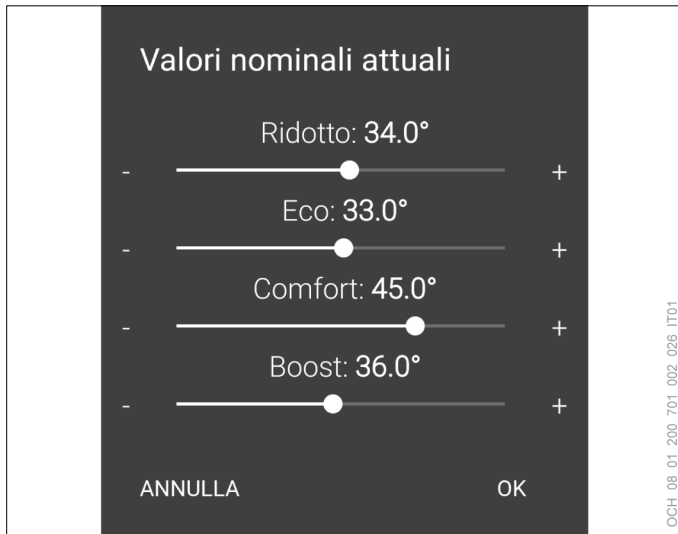 Valori nominali attuali
Ridotto: 34.0°
- +
Eco: 33.0°
- +
Comfort: 45.0°
- +
Boost: 36.0°
- +
ANNULLA OK
OCH 08 01 200 701 002 026 IT01